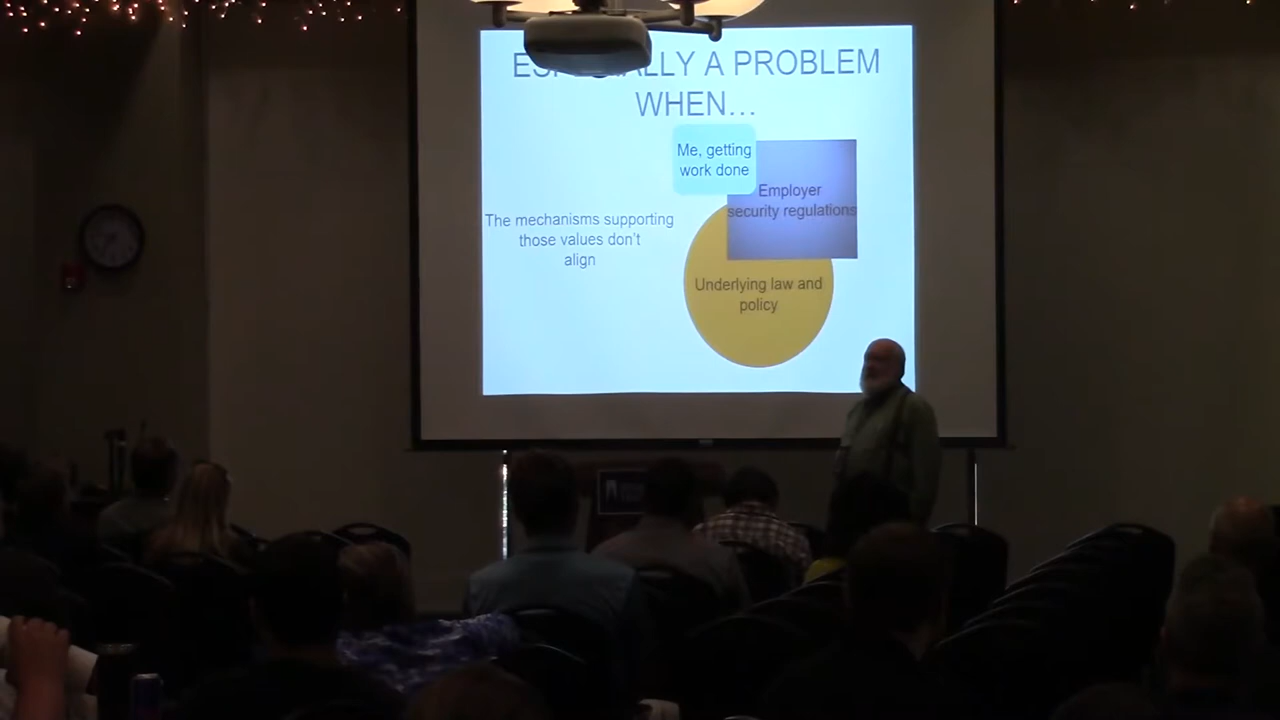 ESPECIALLY A PROBLEM
WHEN…
Me, getting
work done
Employer
security regulations
The mechanisms supporting
those values don't
align
Underlying law and
policy